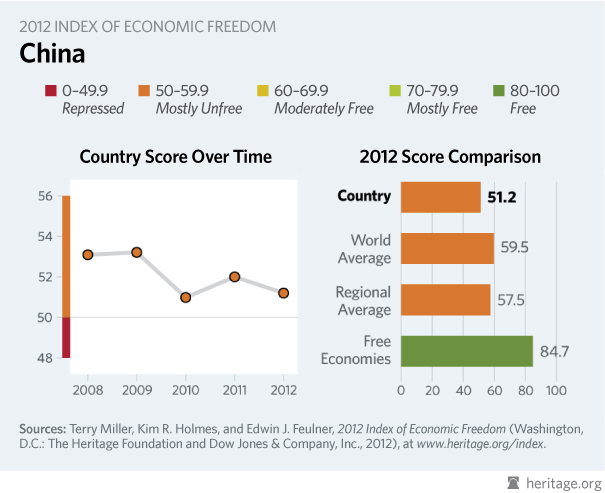 2012 INDEX OF ECONOMIC FREEDOM
China
0–49.9 50–59.9 60–69.9 70–79.9 80–100
Repressed Mostly Unfree Moderately Free Mostly Free Free
Country Score Over Time
56
54
52
50
48
2008 2009 2010 2011 2012
2012 Score Comparison
Country 51.2
World
Average 59.5
Regional
Average 57.5
Free
Economies 84.7
0 20 40 60 80 100
Sources: Terry Miller, Kim R. Holmes, and Edwin J. Feulner, 2012 Index of Economic Freedom (Washington,
D.C.: The Heritage Foundation and Dow Jones & Company, Inc., 2012), at www.heritage.org/index.
heritage.org